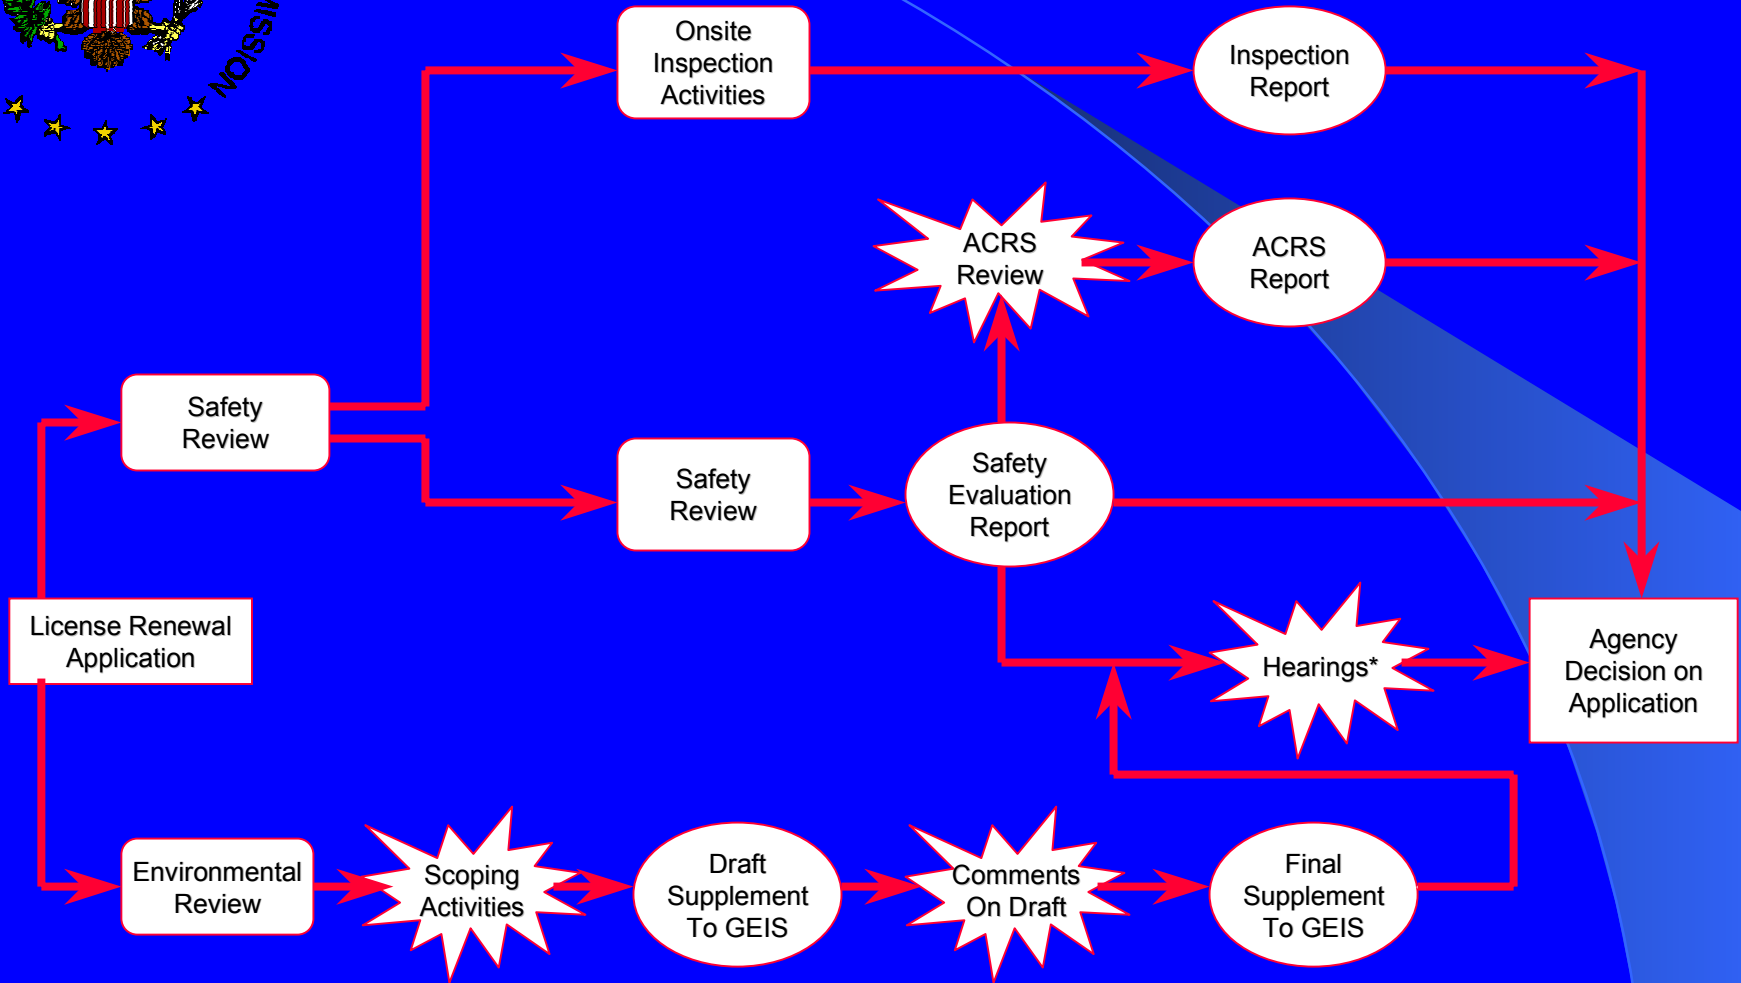 MISSION
Onsite
Inspection
Activities
Inspection
Report
ACRS
Review
ACRS
Report
Safety
Review
Safety
Review
Safety
Evaluation
Report
License Renewal
Application
Hearings*
Agency
Decision on
Application
Environmental
Review
Scoping
Activities
Draft
Supplement
To GEIS
Comments
On Draft
Final
Supplement
To GEIS